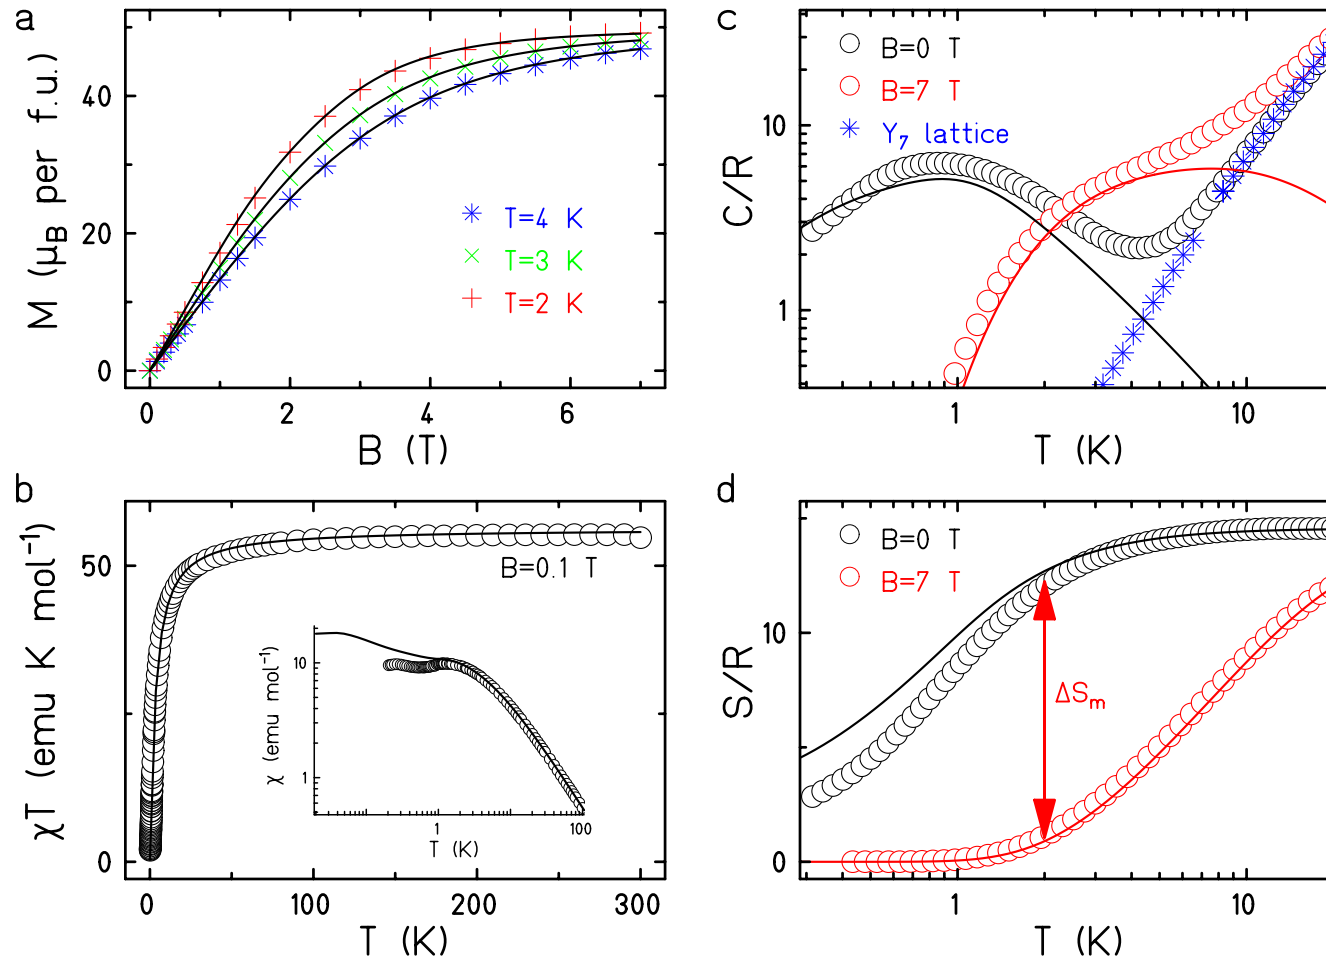 a
M (μB per f.u.)
40
20
0
T=4 K
T=3 K
T=2 K
0 2 4 6
B (T)
b
χT (emu K mol⁻¹)
50
0
B=0.1 T
χ (emu mol⁻¹)
10
1
1 10 100
T (K)
0 100 200 300
T (K)
c
C/R
10
1
B=0 T
B=7 T
Y₇ lattice
1 10
T (K)
d
S/R
10
0
B=0 T
B=7 T
ΔSm
1 10
T (K)